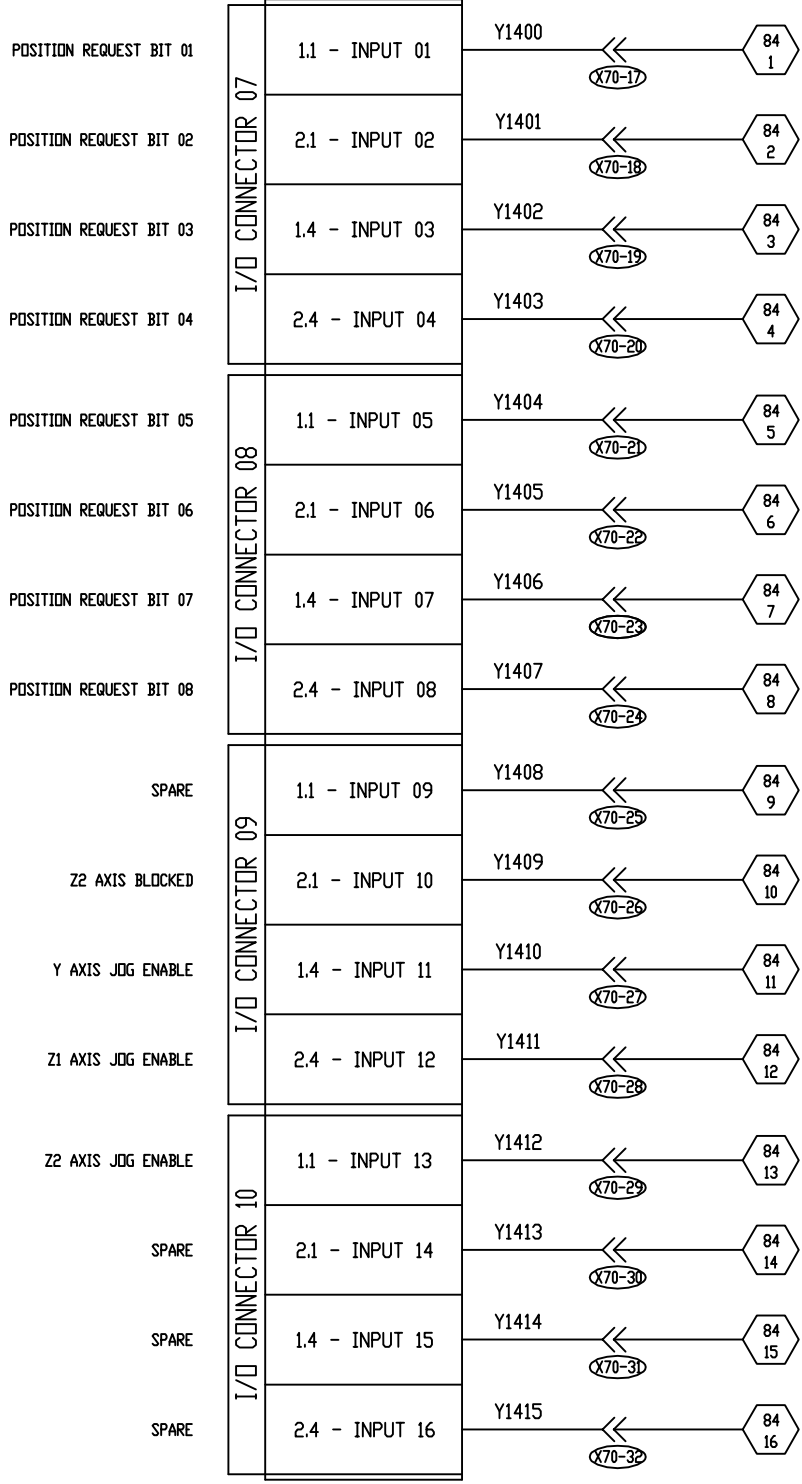 I/O CONNECTOR 07
POSITION REQUEST BIT 01
1.1 - INPUT 01
Y1400
X70-17
84
1
POSITION REQUEST BIT 02
2.1 - INPUT 02
Y1401
X70-18
84
2
POSITION REQUEST BIT 03
1.4 - INPUT 03
Y1402
X70-19
84
3
POSITION REQUEST BIT 04
2.4 - INPUT 04
Y1403
X70-20
84
4
I/O CONNECTOR 08
POSITION REQUEST BIT 05
1.1 - INPUT 05
Y1404
X70-21
84
5
POSITION REQUEST BIT 06
2.1 - INPUT 06
Y1405
X70-22
84
6
POSITION REQUEST BIT 07
1.4 - INPUT 07
Y1406
X70-23
84
7
POSITION REQUEST BIT 08
2.4 - INPUT 08
Y1407
X70-24
84
8
I/O CONNECTOR 09
SPARE
1.1 - INPUT 09
Y1408
X70-25
84
9
Z2 AXIS BLOCKED
2.1 - INPUT 10
Y1409
X70-26
84
10
Y AXIS JOG ENABLE
1.4 - INPUT 11
Y1410
X70-27
84
11
Z1 AXIS JOG ENABLE
2.4 - INPUT 12
Y1411
X70-28
84
12
I/O CONNECTOR 10
Z2 AXIS JOG ENABLE
1.1 - INPUT 13
Y1412
X70-29
84
13
SPARE
2.1 - INPUT 14
Y1413
X70-30
84
14
SPARE
1.4 - INPUT 15
Y1414
X70-31
84
15
SPARE
2.4 - INPUT 16
Y1415
X70-32
84
16